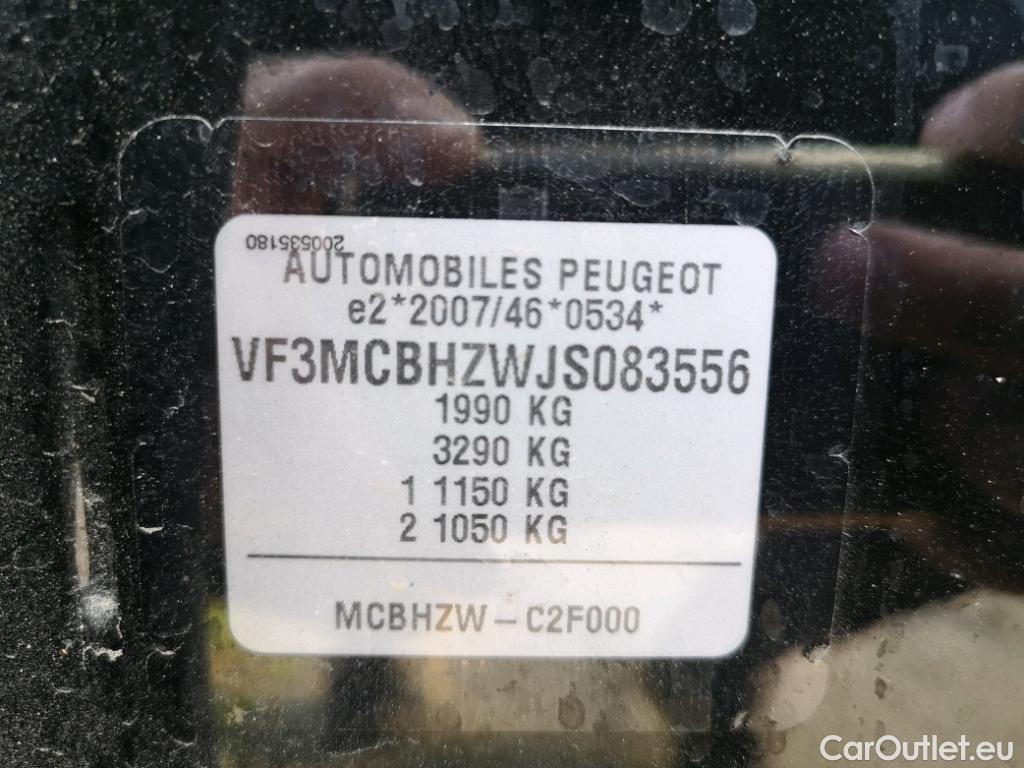 200535180
AUTOMOBILES PEUGEOT
e2*2007/46*0534*
VF3MCBHZWJS083556
1990 KG
3290 KG
1 1150 KG
2 1050 KG
MCBHZW – C2F000
CarOutlet.eu